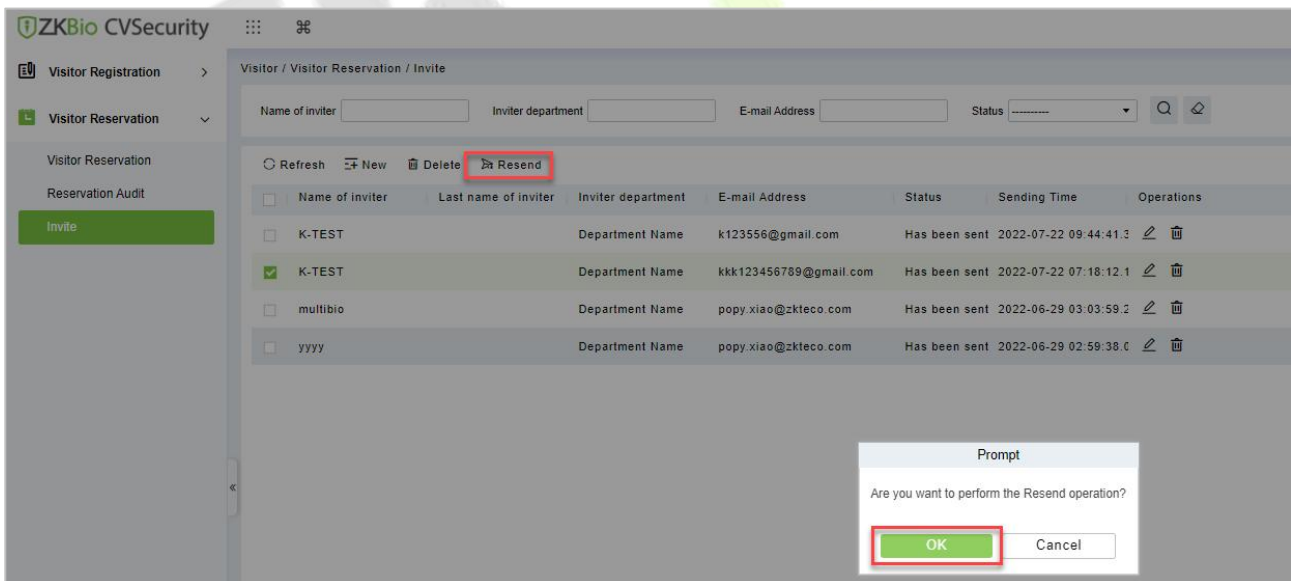 ZKBio CVSecurity
Visitor Registration
Visitor / Visitor Reservation / Invite
Visitor Reservation
Name of inviter Inviter department E-mail Address Status ----------
Visitor Reservation
Reservation Audit
Invite
Refresh New Delete Resend
Name of inviter Last name of inviter Inviter department E-mail Address Status Sending Time Operations
K-TEST Department Name k123556@gmail.com Has been sent 2022-07-22 09:44:41.3
K-TEST Department Name kkk123456789@gmail.com Has been sent 2022-07-22 07:18:12.1
multibio Department Name popy.xiao@zkteco.com Has been sent 2022-06-29 03:03:59.2
yyyy Department Name popy.xiao@zkteco.com Has been sent 2022-06-29 02:59:38.0
Prompt
Are you want to perform the Resend operation?
OK Cancel